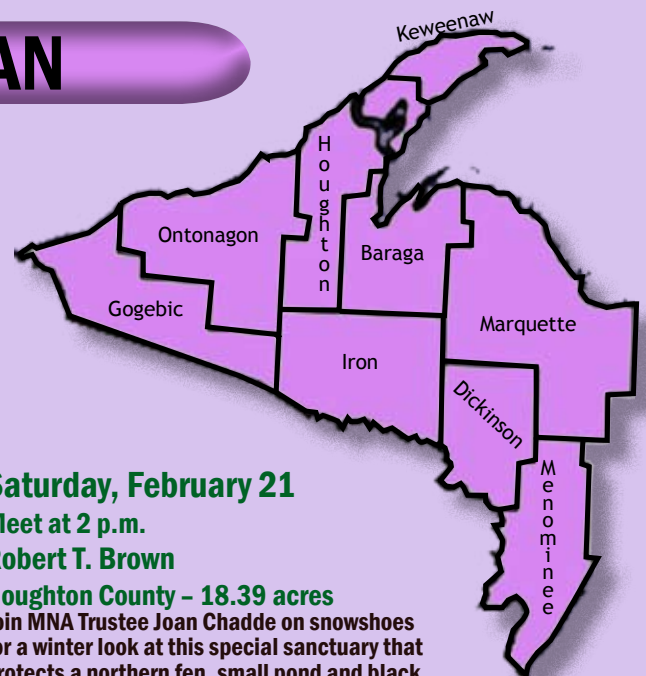 AN
Keweenaw
Houghton
Ontonagon
Baraga
Gogebic
Marquette
Iron
Dickinson
Menominee
Saturday, February 21
Meet at 2 p.m.
Robert T. Brown
Houghton County – 18.39 acres
Join MNA Trustee Joan Chadde on snowshoes
for a winter look at this special sanctuary that
protects a northern fen, small pond and black